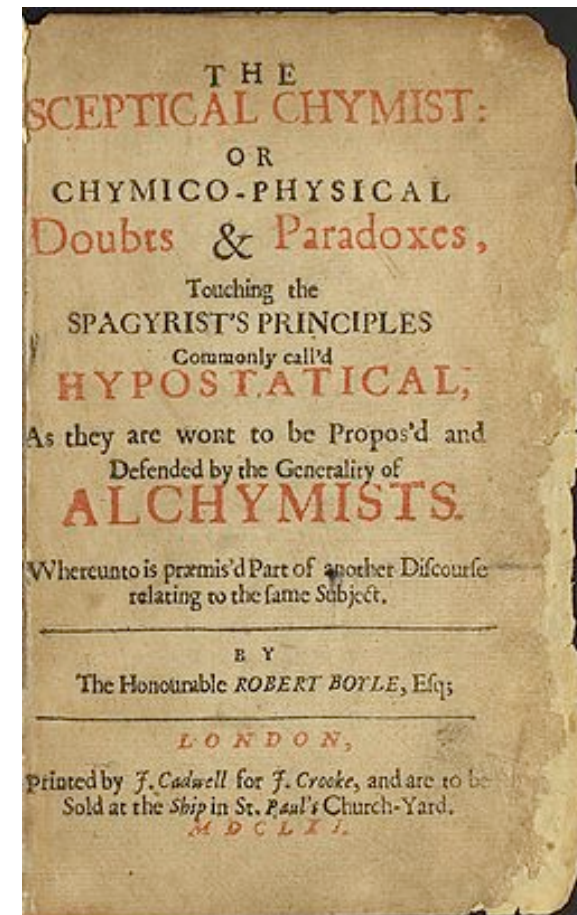 THE
SCEPTICAL CHYMIST:
OR
CHYMICO-PHYSICAL
Doubts & Paradoxes,
Touching the
SPAGYRIST'S PRINCIPLES
Commonly call'd
HYPOSTATICAL,
As they are wont to be Propos'd and
Defended by the Generality of
ALCHYMISTS.
Whereunto is præmis'd Part of another Diſcourſe
relating to the ſame Subject.
BY
The Honourable ROBERT BOYLE, Eſq;
LONDON,
Printed by J. Cadwell for J. Crooke, and are to be
Sold at the Ship in St. Paul's Church-Yard.
MDCLXI.